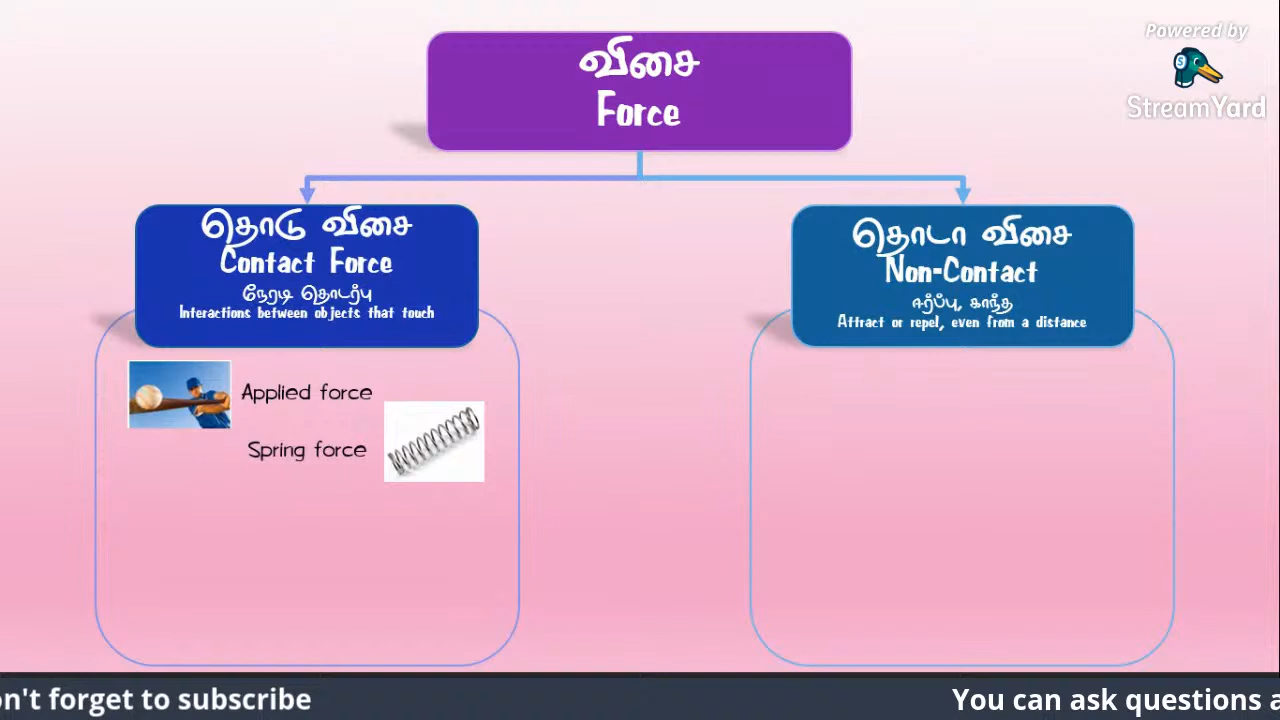 Powered by
StreamYard
விசை
Force
தொடு விசை
Contact Force
நேரடி தொடர்பு
Interactions between objects that touch
தொடா விசை
Non-Contact
ஈர்ப்பு, காந்த
Attract or repel, even from a distance
Applied force
Spring force
on't forget to subscribe
You can ask questions a